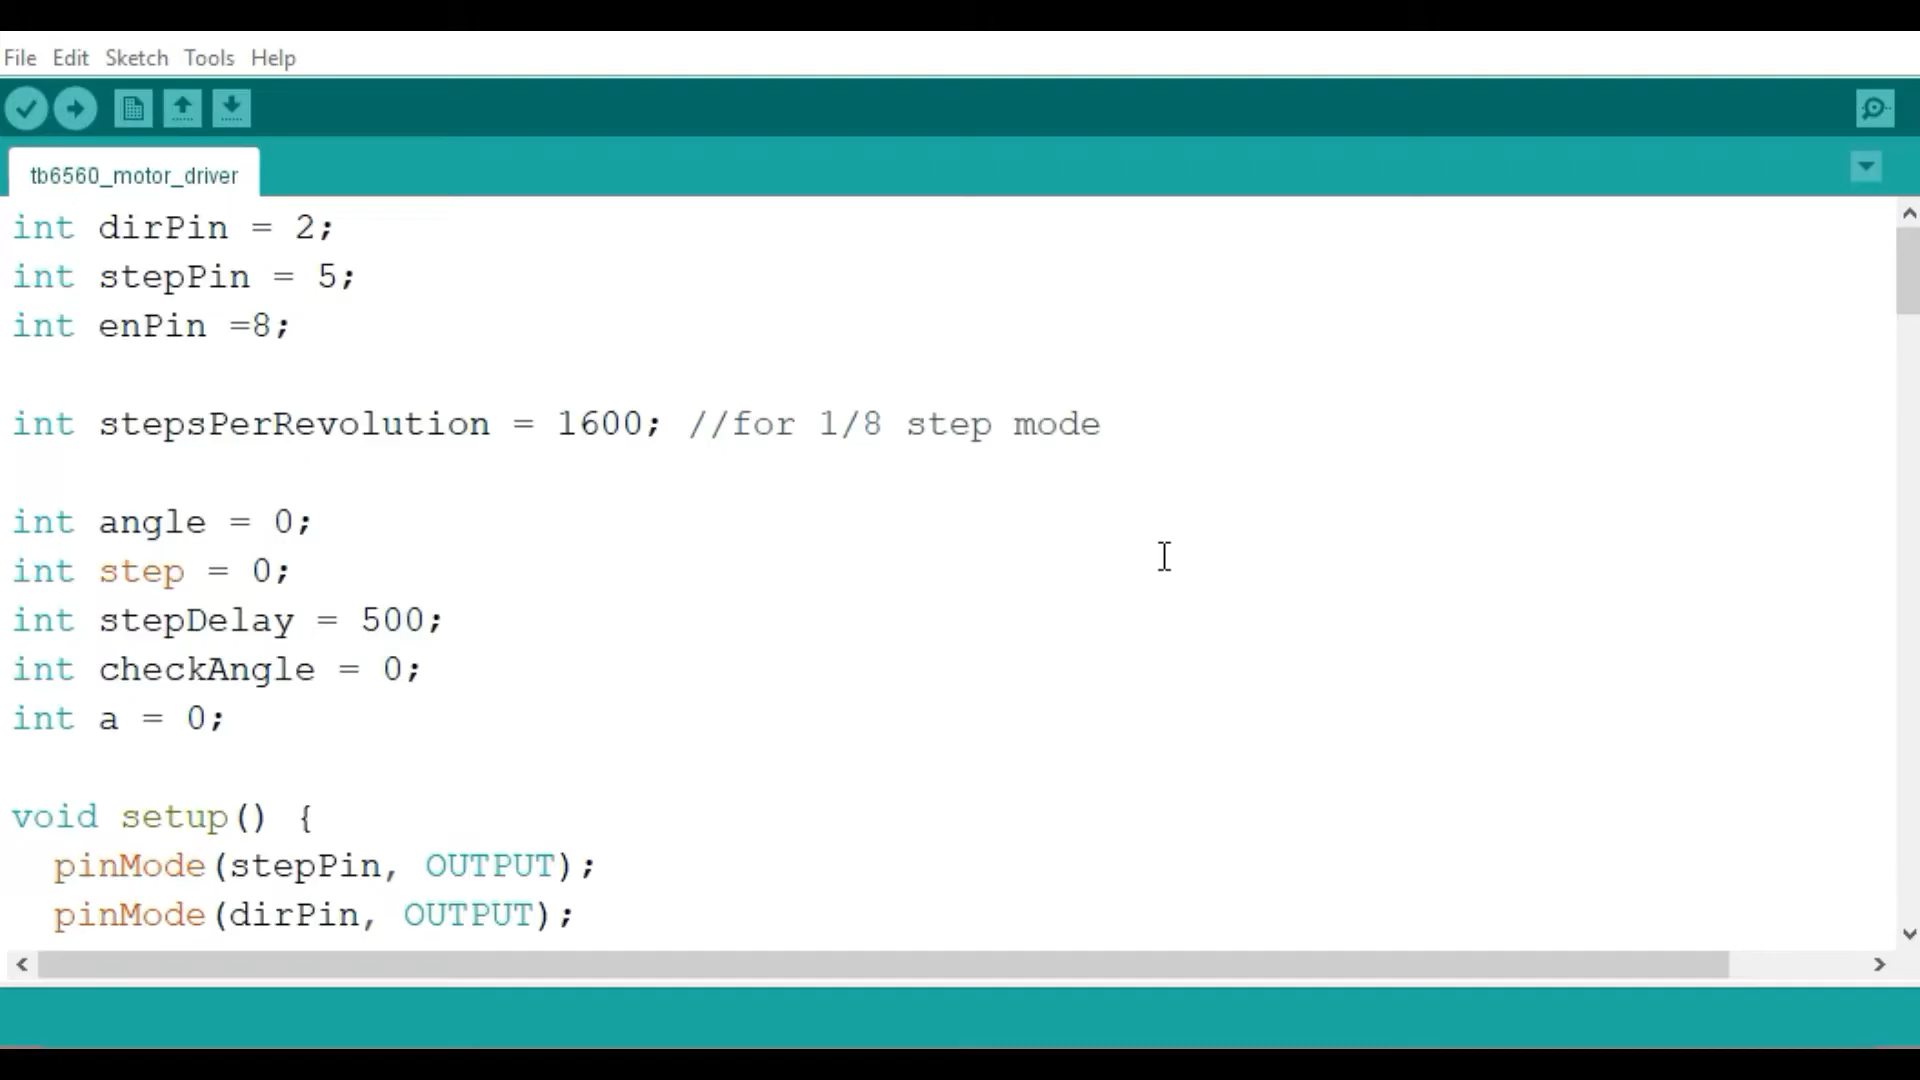 File Edit Sketch Tools Help
tb6560_motor_driver
int dirPin = 2;
int stepPin = 5;
int enPin =8;
int stepsPerRevolution = 1600; //for 1/8 step mode
int angle = 0;
int step = 0;
int stepDelay = 500;
int checkAngle = 0;
int a = 0;
void setup() {
  pinMode(stepPin, OUTPUT);
  pinMode(dirPin, OUTPUT);